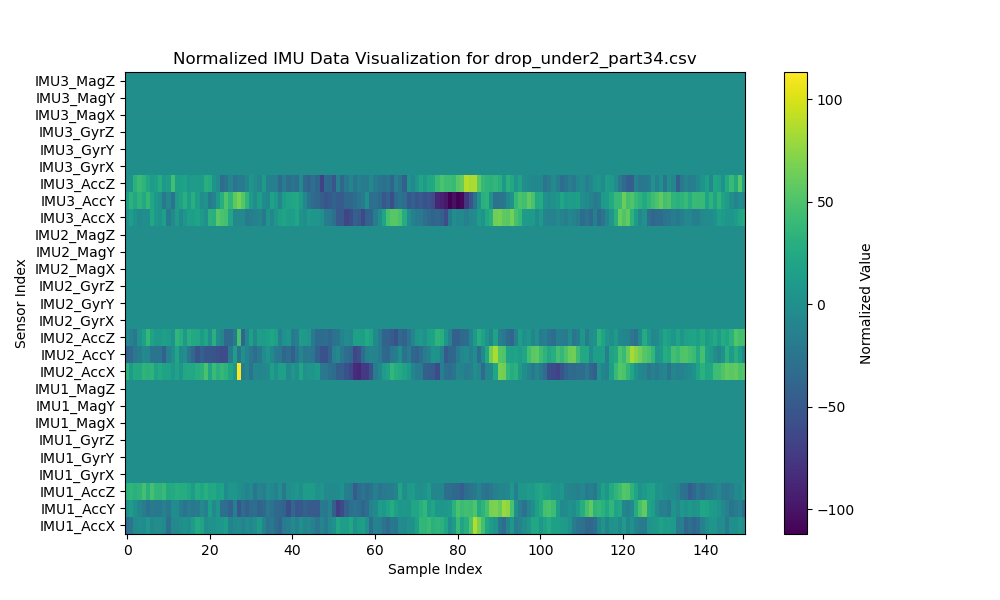 Normalized IMU Data Visualization for drop_under2_part34.csv
IMU3_MagZ
IMU3_MagY
IMU3_MagX
IMU3_GyrZ
IMU3_GyrY
IMU3_GyrX
IMU3_AccZ
IMU3_AccY
IMU3_AccX
IMU2_MagZ
IMU2_MagY
IMU2_MagX
IMU2_GyrZ
IMU2_GyrY
IMU2_GyrX
IMU2_AccZ
IMU2_AccY
IMU2_AccX
IMU1_MagZ
IMU1_MagY
IMU1_MagX
IMU1_GyrZ
IMU1_GyrY
IMU1_GyrX
IMU1_AccZ
IMU1_AccY
IMU1_AccX
Sensor Index
0 20 40 60 80 100 120 140
Sample Index
100
50
0
−50
−100
Normalized Value